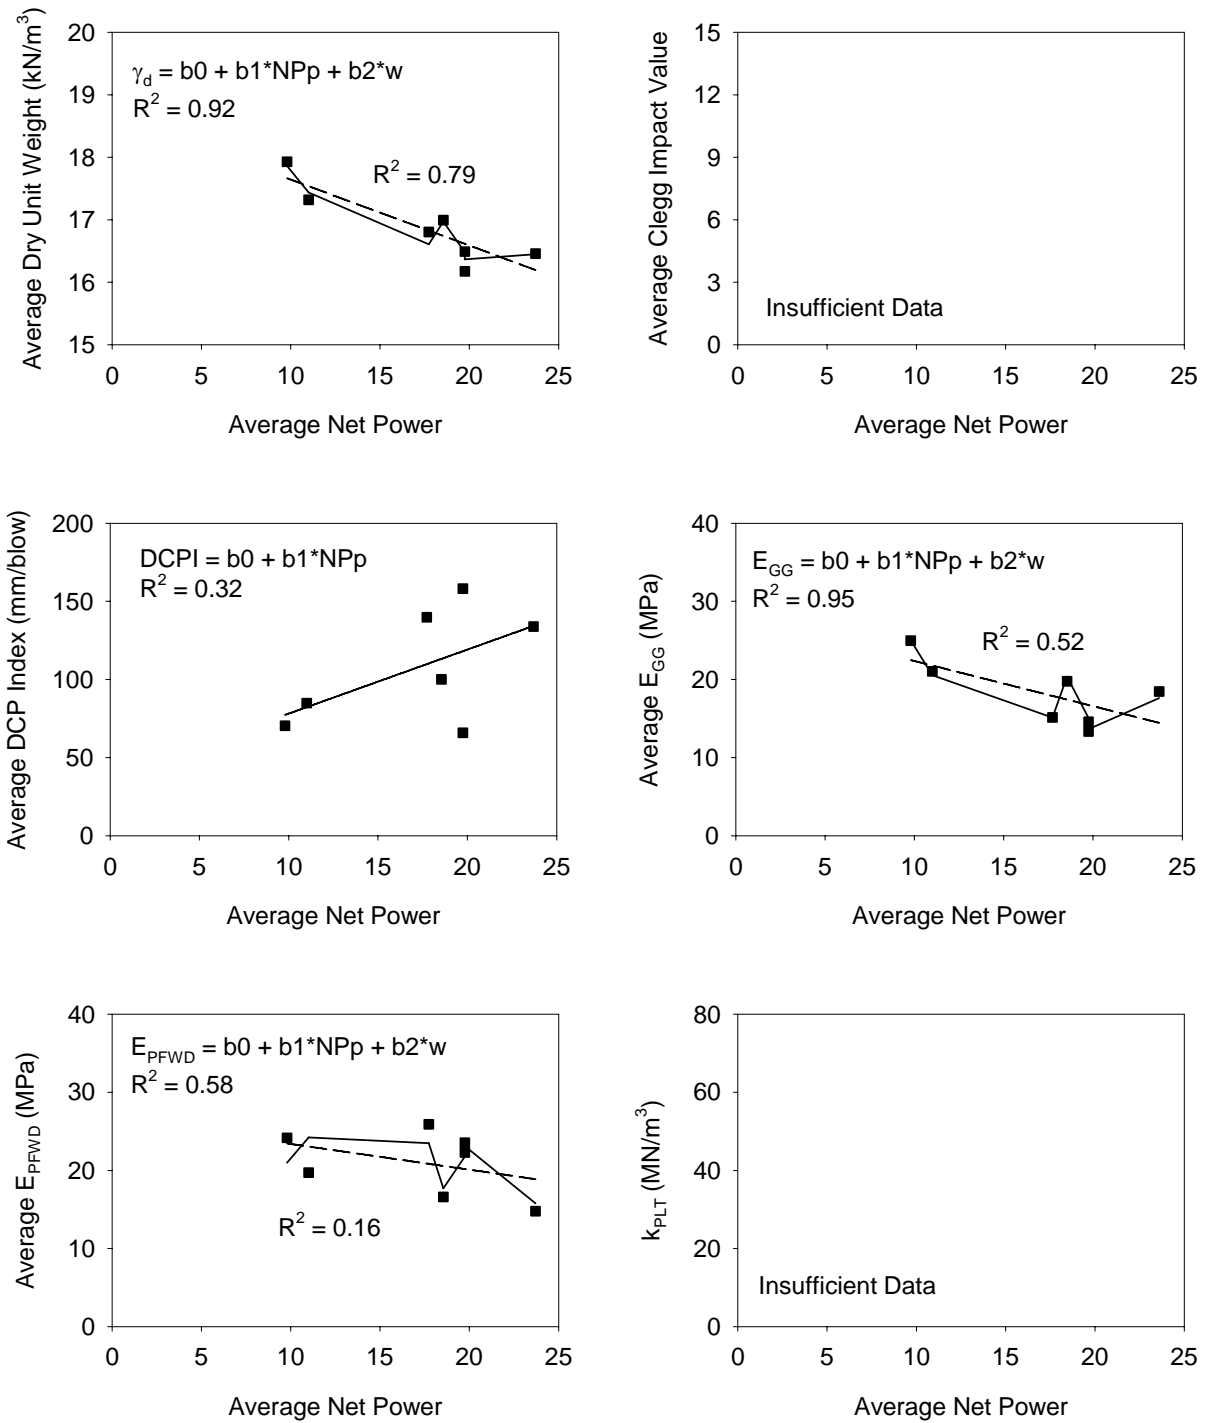 Average Dry Unit Weight (kN/m³)
20
19
18
17
16
15
γd = b0 + b1*NPp + b2*w
R² = 0.92
R² = 0.79
0 5 10 15 20 25
Average Net Power
Average Clegg Impact Value
15
12
9
6
3
0
Insufficient Data
0 5 10 15 20 25
Average Net Power
Average DCP Index (mm/blow)
200
150
100
50
0
DCPI = b0 + b1*NPp
R² = 0.32
0 5 10 15 20 25
Average Net Power
Average EGG (MPa)
40
30
20
10
0
EGG = b0 + b1*NPp + b2*w
R² = 0.95
R² = 0.52
0 5 10 15 20 25
Average Net Power
Average EPFWD (MPa)
40
30
20
10
0
EPFWD = b0 + b1*NPp + b2*w
R² = 0.58
R² = 0.16
0 5 10 15 20 25
Average Net Power
kPLT (MN/m³)
80
60
40
20
0
Insufficient Data
0 5 10 15 20 25
Average Net Power